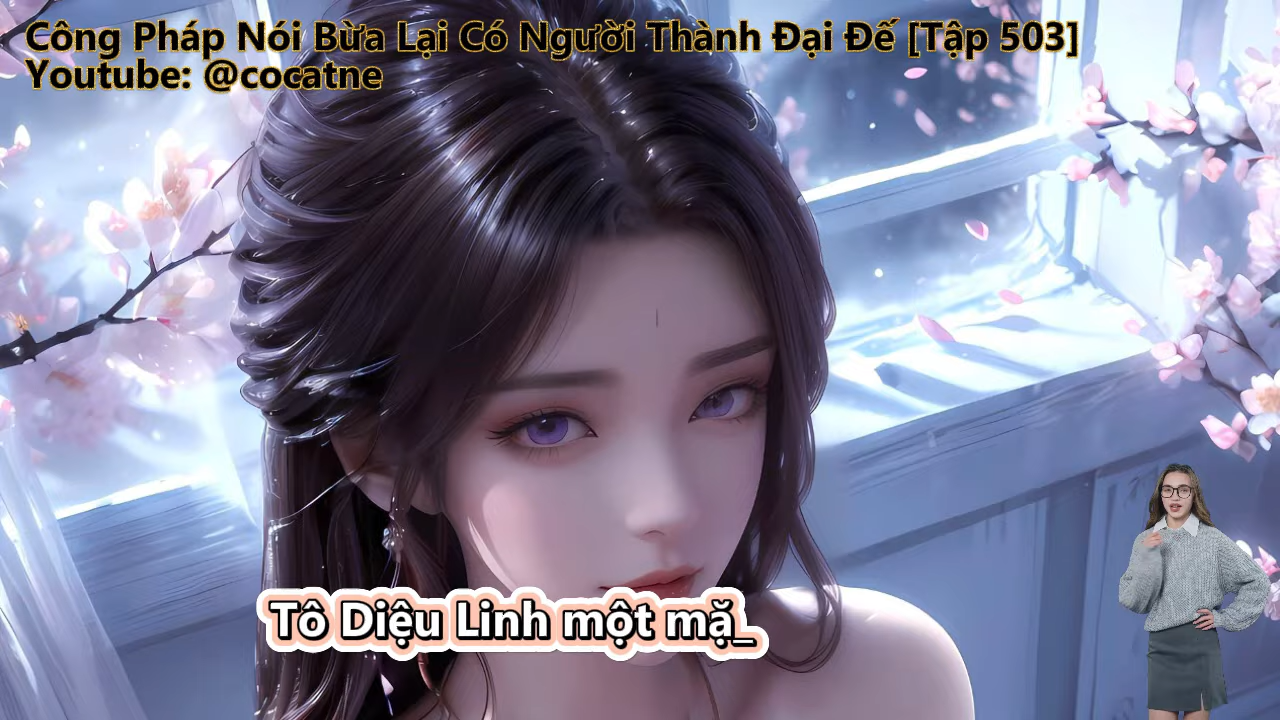 Công Pháp Nói Bừa Lại Có Người Thành Đại Đế [Tập 503]
Youtube: @cocatne
Tô Diệu Linh một mặ_